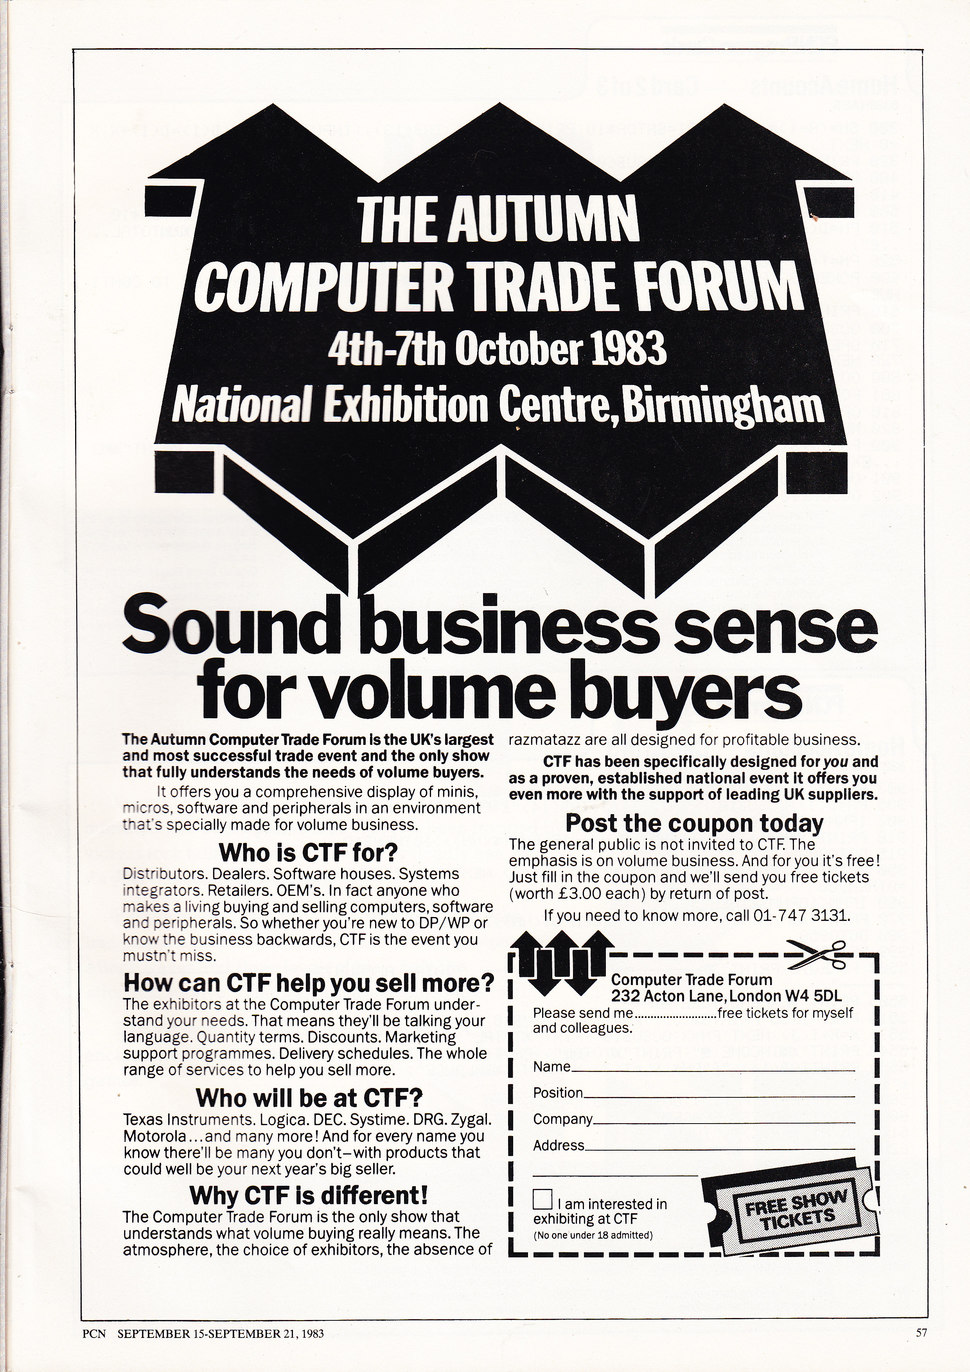 THE AUTUMN
COMPUTER TRADE FORUM
4th-7th October 1983
National Exhibition Centre, Birmingham
Sound business sense
for volume buyers
The Autumn Computer Trade Forum is the UK's largest
and most successful trade event and the only show
that fully understands the needs of volume buyers.
It offers you a comprehensive display of minis,
micros, software and peripherals in an environment
that's specially made for volume business.
Who is CTF for?
Distributors. Dealers. Software houses. Systems
integrators. Retailers. OEM's. In fact anyone who
makes a living buying and selling computers, software
and peripherals. So whether you're new to DP/WP or
know the business backwards, CTF is the event you
mustn't miss.
How can CTF help you sell more?
The exhibitors at the Computer Trade Forum under-
stand your needs. That means they'll be talking your
language. Quantity terms. Discounts. Marketing
support programmes. Delivery schedules. The whole
range of services to help you sell more.
Who will be at CTF?
Texas Instruments. Logica. DEC. Systime. DRG. Zygal.
Motorola...and many more! And for every name you
know there'll be many you don't–with products that
could well be your next year's big seller.
Why CTF is different!
The Computer Trade Forum is the only show that
understands what volume buying really means. The
atmosphere, the choice of exhibitors, the absence of
razmatazz are all designed for profitable business.
CTF has been specifically designed for you and
as a proven, established national event it offers you
even more with the support of leading UK suppliers.
Post the coupon today
The general public is not invited to CTF. The
emphasis is on volume business. And for you it's free!
Just fill in the coupon and we'll send you free tickets
(worth £3.00 each) by return of post.
If you need to know more, call 01-747 3131.
Computer Trade Forum
232 Acton Lane, London W4 5DL
Please send me..........................free tickets for myself
and colleagues.
Name
Position
Company
Address
I am interested in
exhibiting at CTF
(No one under 18 admitted)
FREE SHOW
TICKETS
PCN SEPTEMBER 15-SEPTEMBER 21, 1983
57